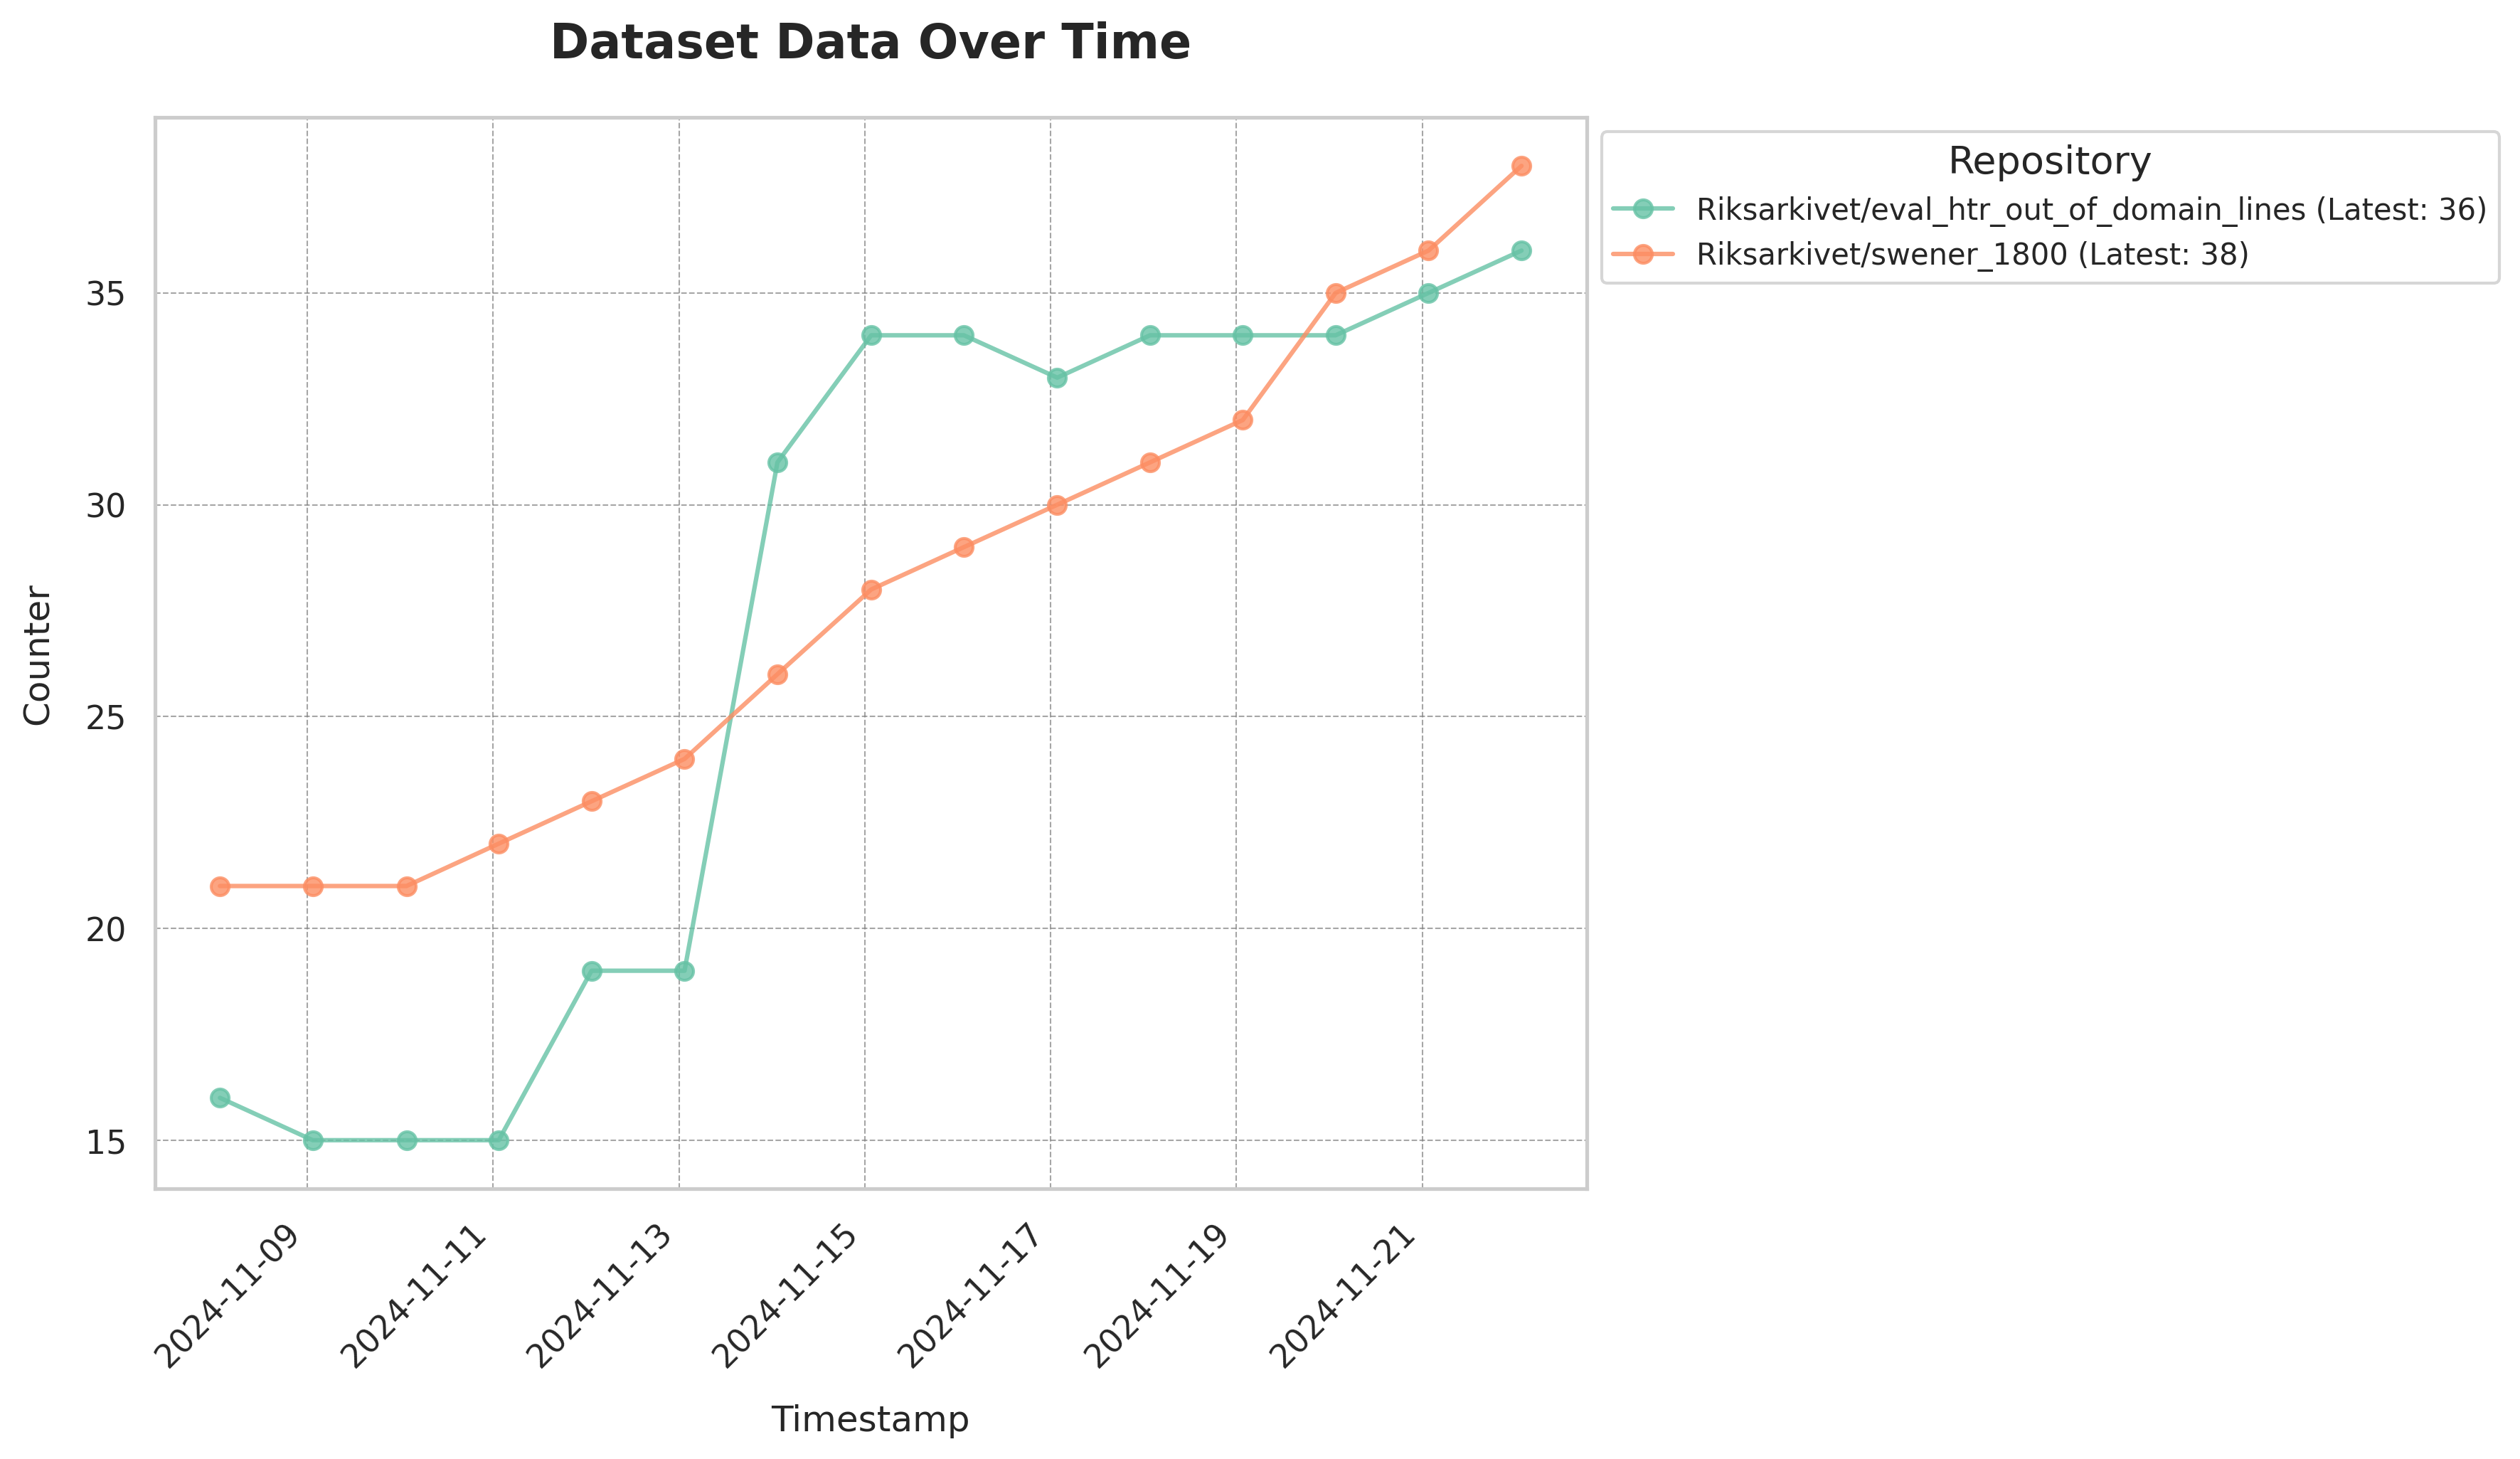 Dataset Data Over Time
Repository
Riksarkivet/eval_htr_out_of_domain_lines (Latest: 36)
Riksarkivet/swener_1800 (Latest: 38)
Counter
35
30
25
20
15
2024-11-09
2024-11-11
2024-11-13
2024-11-15
2024-11-17
2024-11-19
2024-11-21
Timestamp